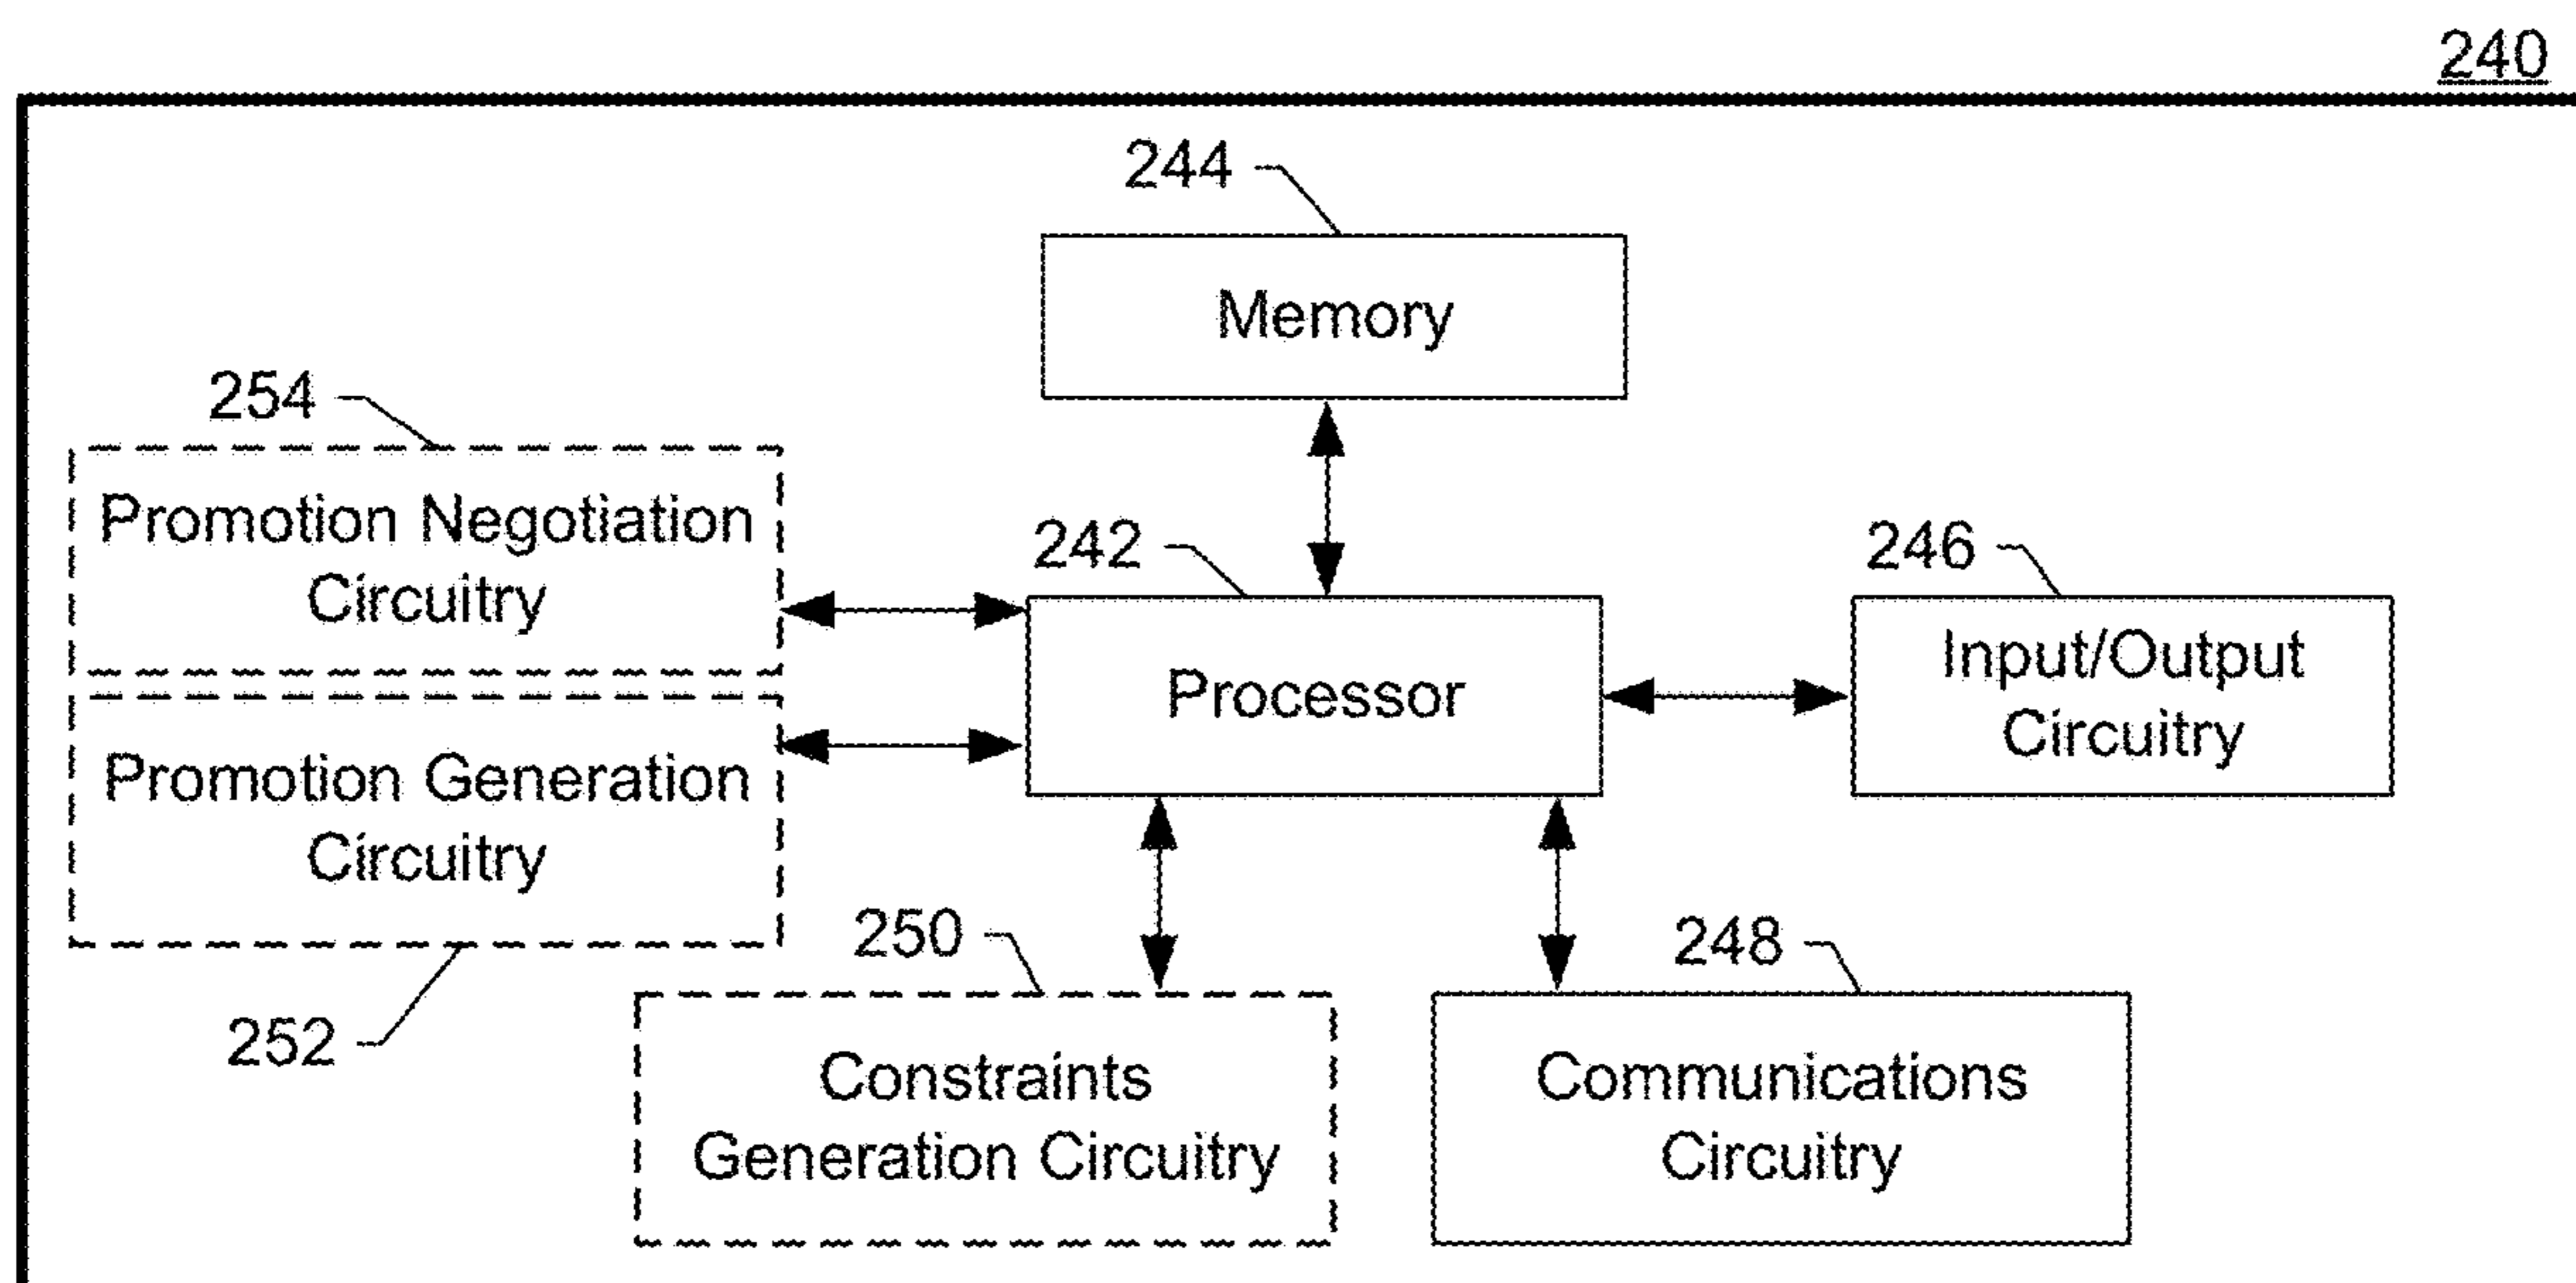 240
244
Memory
254
Promotion Negotiation
Circuitry
242
Processor
246
Input/Output
Circuitry
Promotion Generation
Circuitry
252
250
Constraints
Generation Circuitry
248
Communications
Circuitry